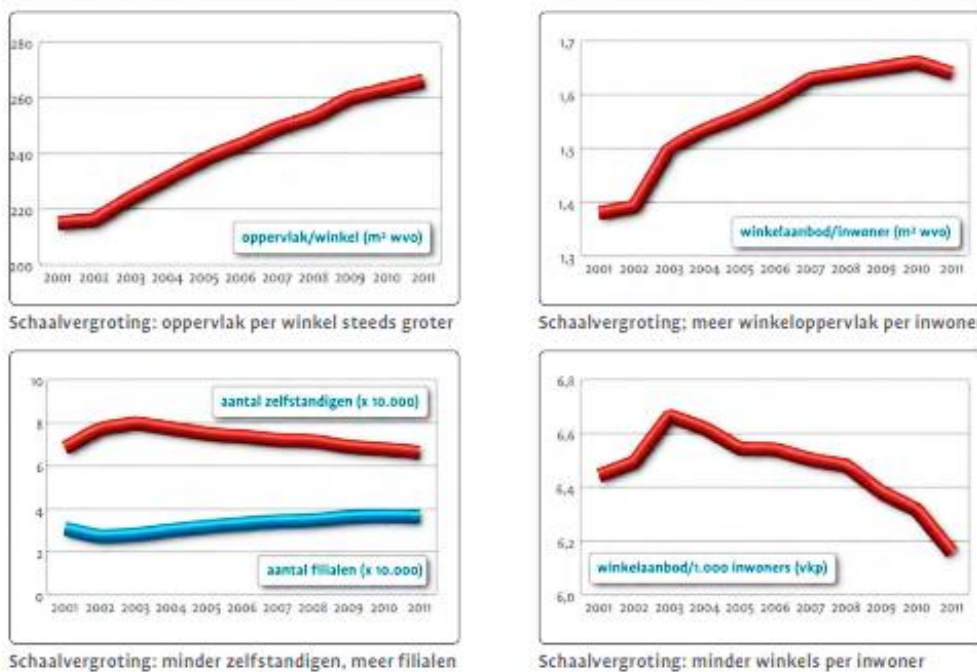 280
260
240
220
200
oppervlak/winkel (m² wvo)
2001 2002 2003 2004 2005 2006 2007 2008 2009 2010 2011
Schaalvergroting: oppervlak per winkel steeds groter
1,7
1,6
1,5
1,4
1,3
winkelaanbod/inwoner (m² wvo)
2001 2002 2003 2004 2005 2006 2007 2008 2009 2010 2011
Schaalvergroting; meer winkeloppervlak per inwone
10
8
6
4
2
0
aantal zelfstandigen (x 10.000)
aantal filialen (x 10.000)
2001 2002 2003 2004 2005 2006 2007 2008 2009 2010 2011
Schaalvergroting: minder zelfstandigen, meer filialen
6,8
6,6
6,4
6,2
6,0
winkelaanbod/1.000 inwoners (vkp)
2001 2002 2003 2004 2005 2006 2007 2008 2009 2010 2011
Schaalvergroting: minder winkels per inwoner